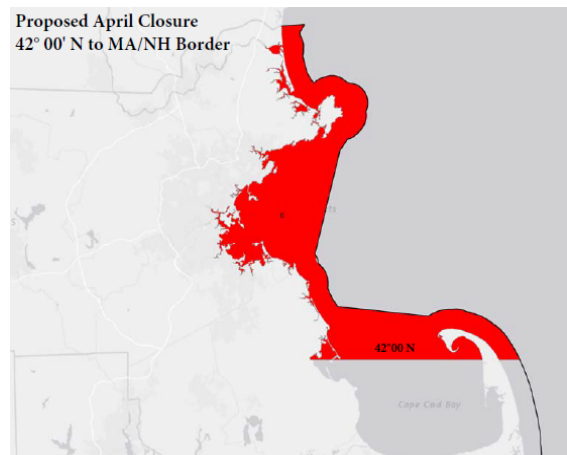 Proposed April Closure
42° 00' N to MA/NH Border
42°00 N
Cape Cod Bay